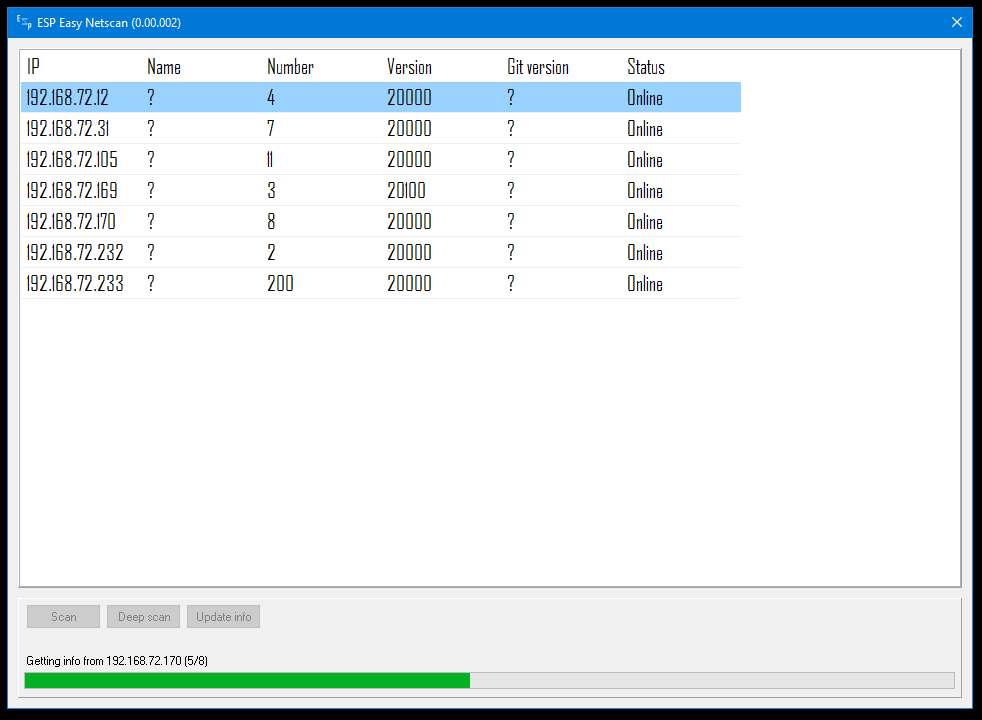 ESP Easy Netscan (0.00.002)
IP Name Number Version Git version Status
192.168.72.12 ? 4 20000 ? Online
192.168.72.31 ? 7 20000 ? Online
192.168.72.105 ? 11 20000 ? Online
192.168.72.169 ? 3 20100 ? Online
192.168.72.170 ? 8 20000 ? Online
192.168.72.232 ? 2 20000 ? Online
192.168.72.233 ? 200 20000 ? Online
Scan Deep scan Update info
Getting info from 192.168.72.170 (5/8)